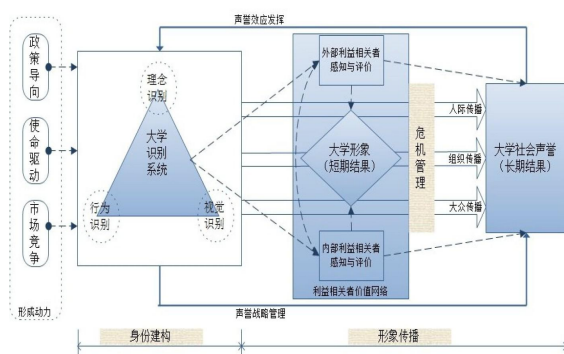 声誉效应发挥
政策导向
使命驱动
市场竞争
形成动力
理念
识别
大学
识别
系统
行为
识别
视觉
识别
外部利益相关者
感知与评价
大学形象
(短期结果)
内部利益相关者
感知与评价
利益相关者价值网络
危机管理
人际传播
组织传播
大众传播
大学社会声誉
(长期结果)
声誉战略管理
身份建构
形象传播